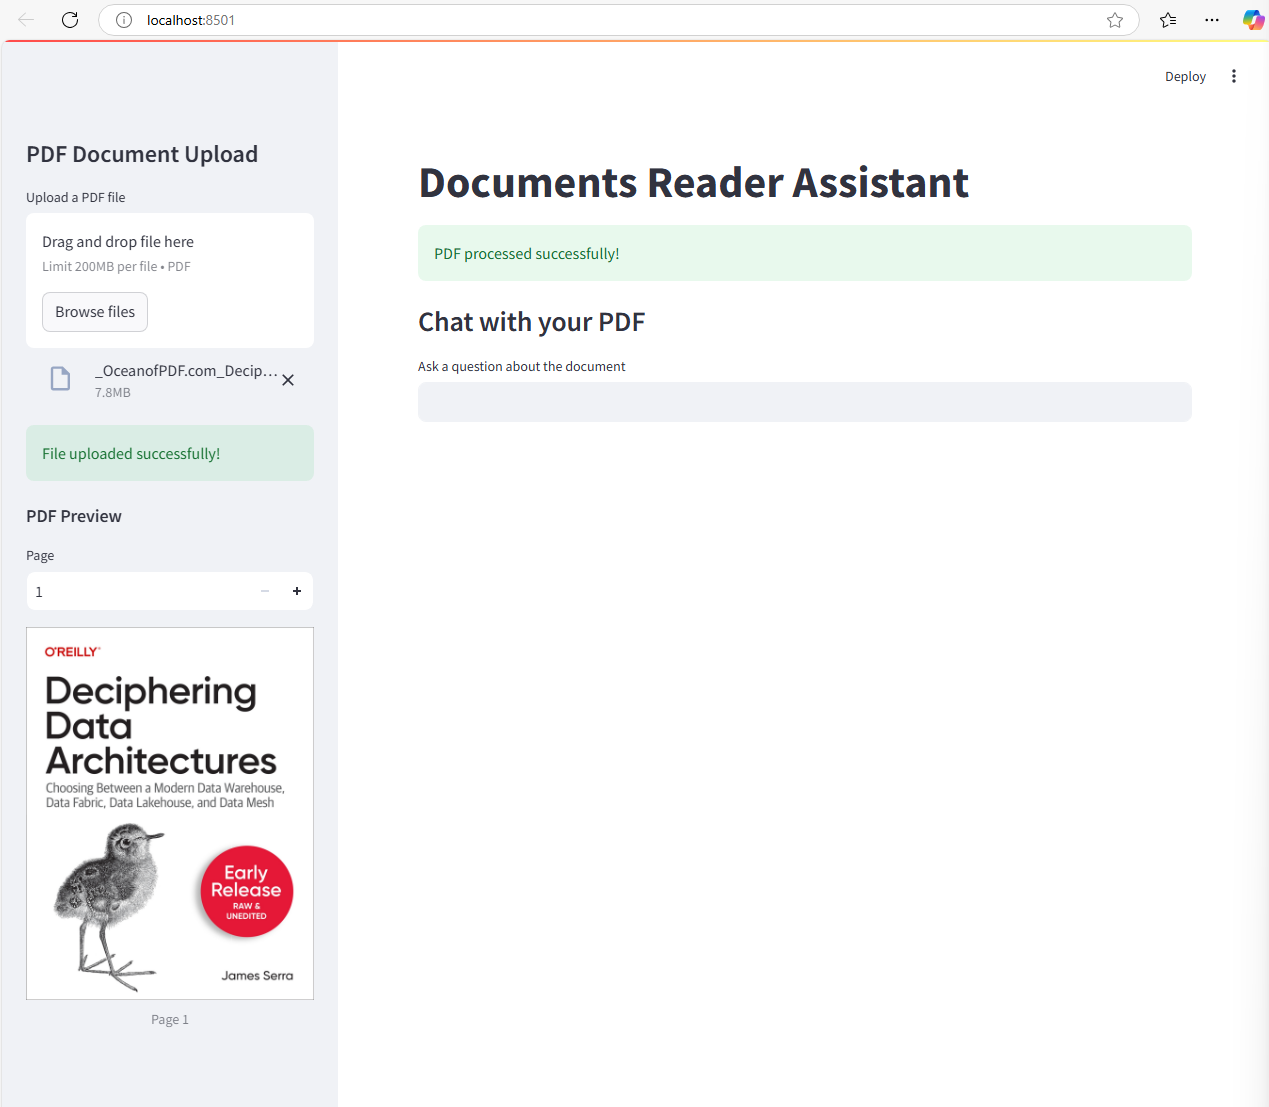 localhost:8501
Deploy
PDF Document Upload
Upload a PDF file
Drag and drop file here
Limit 200MB per file • PDF
Browse files
_OceanofPDF.com_Decip...
7.8MB
File uploaded successfully!
PDF Preview
Page
1
O'REILLY®
Deciphering
Data
Architectures
Choosing Between a Modern Data Warehouse,
Data Fabric, Data Lakehouse, and Data Mesh
Early
Release
RAW &
UNEDITED
James Serra
Page 1
Documents Reader Assistant
PDF processed successfully!
Chat with your PDF
Ask a question about the document